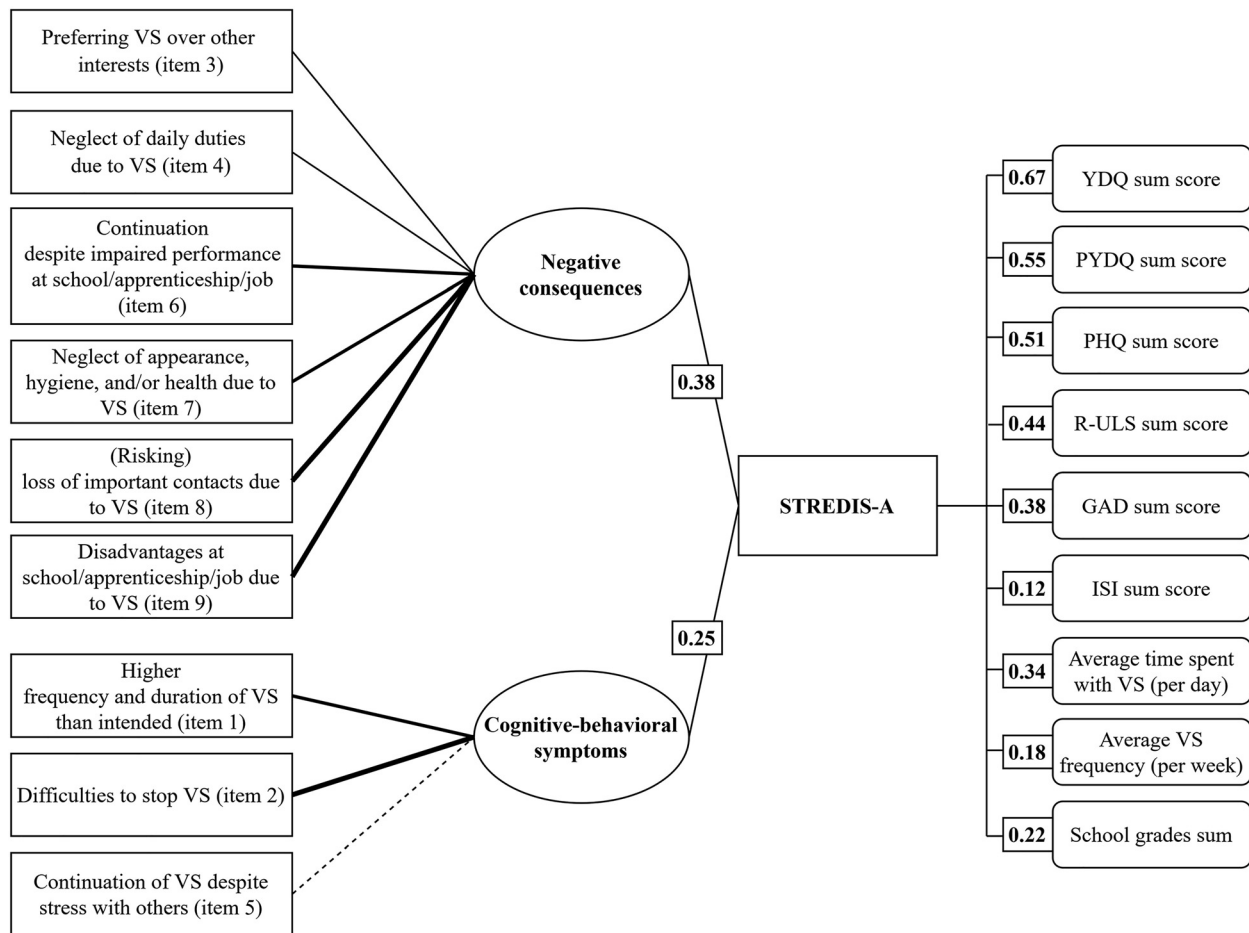 Preferring VS over other
interests (item 3)
Neglect of daily duties
due to VS (item 4)
Continuation
despite impaired performance
at school/apprenticeship/job
(item 6)
Neglect of appearance,
hygiene, and/or health due to
VS (item 7)
(Risking)
loss of important contacts due
to VS (item 8)
Disadvantages at
school/apprenticeship/job due
to VS (item 9)
Higher
frequency and duration of VS
than intended (item 1)
Difficulties to stop VS (item 2)
Continuation of VS despite
stress with others (item 5)
Negative
consequences
Cognitive-behavioral
symptoms
0.38
0.25
STREDIS-A
0.67 YDQ sum score
0.55 PYDQ sum score
0.51 PHQ sum score
0.44 R-ULS sum score
0.38 GAD sum score
0.12 ISI sum score
0.34 Average time spent
with VS (per day)
0.18 Average VS
frequency (per week)
0.22 School grades sum